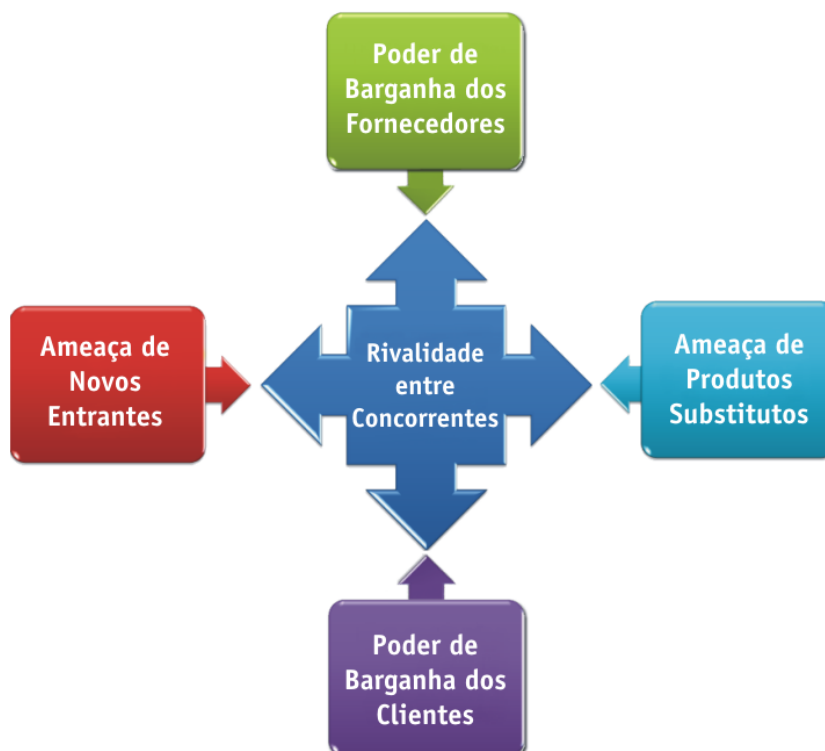 Poder de
Barganha dos
Fornecedores
Ameaça de
Novos
Entrantes
Rivalidade
entre
Concorrentes
Ameaça de
Produtos
Substitutos
Poder de
Barganha dos
Clientes